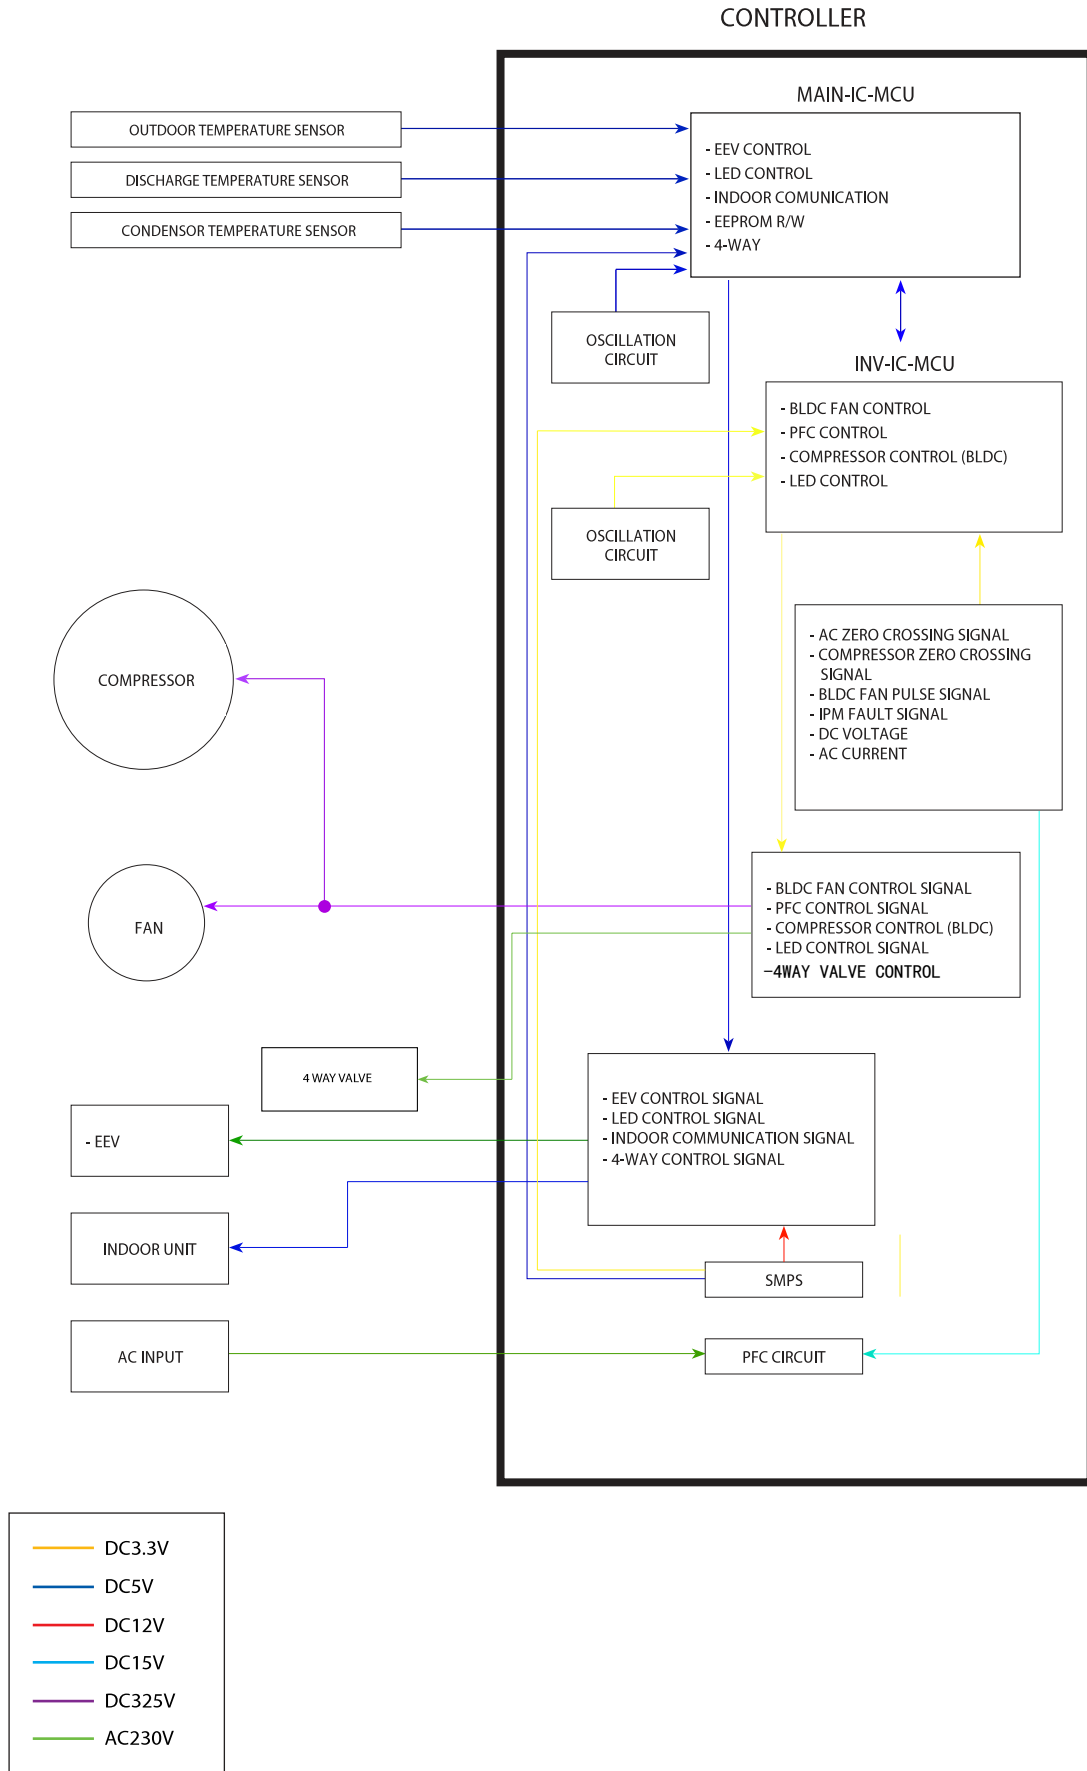 CONTROLLER
MAIN-IC-MCU
OUTDOOR TEMPERATURE SENSOR
DISCHARGE TEMPERATURE SENSOR
CONDENSOR TEMPERATURE SENSOR
- EEV CONTROL
- LED CONTROL
- INDOOR COMUNICATION
- EEPROM R/W
- 4-WAY
OSCILLATION
CIRCUIT
INV-IC-MCU
- BLDC FAN CONTROL
- PFC CONTROL
- COMPRESSOR CONTROL (BLDC)
- LED CONTROL
OSCILLATION
CIRCUIT
- AC ZERO CROSSING SIGNAL
- COMPRESSOR ZERO CROSSING
SIGNAL
- BLDC FAN PULSE SIGNAL
- IPM FAULT SIGNAL
- DC VOLTAGE
- AC CURRENT
COMPRESSOR
FAN
- BLDC FAN CONTROL SIGNAL
- PFC CONTROL SIGNAL
- COMPRESSOR CONTROL (BLDC)
- LED CONTROL SIGNAL
-4WAY VALVE CONTROL
4 WAY VALVE
- EEV
- EEV CONTROL SIGNAL
- LED CONTROL SIGNAL
- INDOOR COMMUNICATION SIGNAL
- 4-WAY CONTROL SIGNAL
INDOOR UNIT
SMPS
AC INPUT
PFC CIRCUIT
DC3.3V
DC5V
DC12V
DC15V
DC325V
AC230V